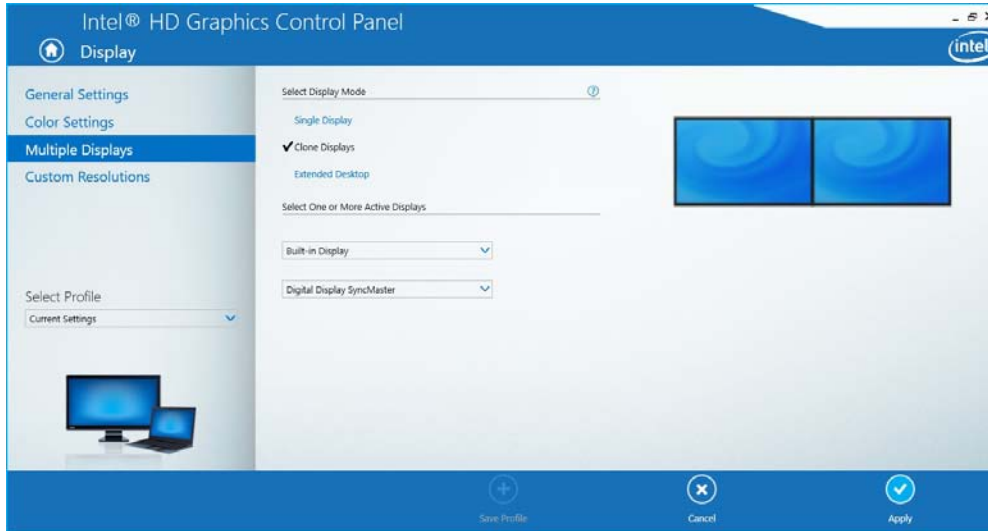 Intel® HD Graphics Control Panel
Display
intel
General Settings
Color Settings
Multiple Displays
Custom Resolutions
Select Profile
Current Settings
Select Display Mode
Single Display
Clone Displays
Extended Desktop
Select One or More Active Displays
Built-in Display
Digital Display SyncMaster
Save Profile
Cancel
Apply